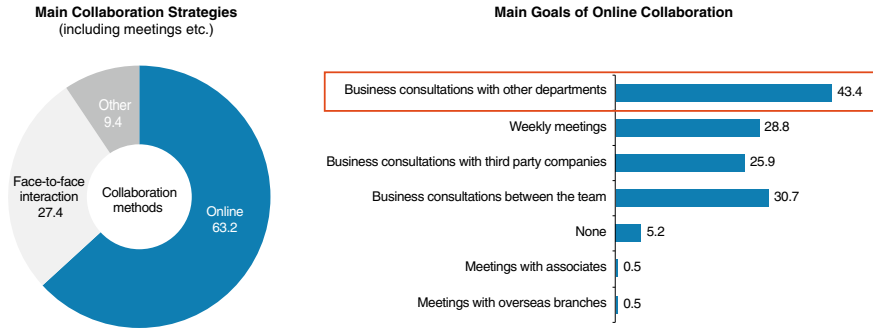 Main Collaboration Strategies
(including meetings etc.)
Other
9.4
Face-to-face
interaction
27.4
Collaboration
methods
Online
63.2
Main Goals of Online Collaboration
Business consultations with other departments 43.4
Weekly meetings 28.8
Business consultations with third party companies 25.9
Business consultations between the team 30.7
None 5.2
Meetings with associates 0.5
Meetings with overseas branches 0.5